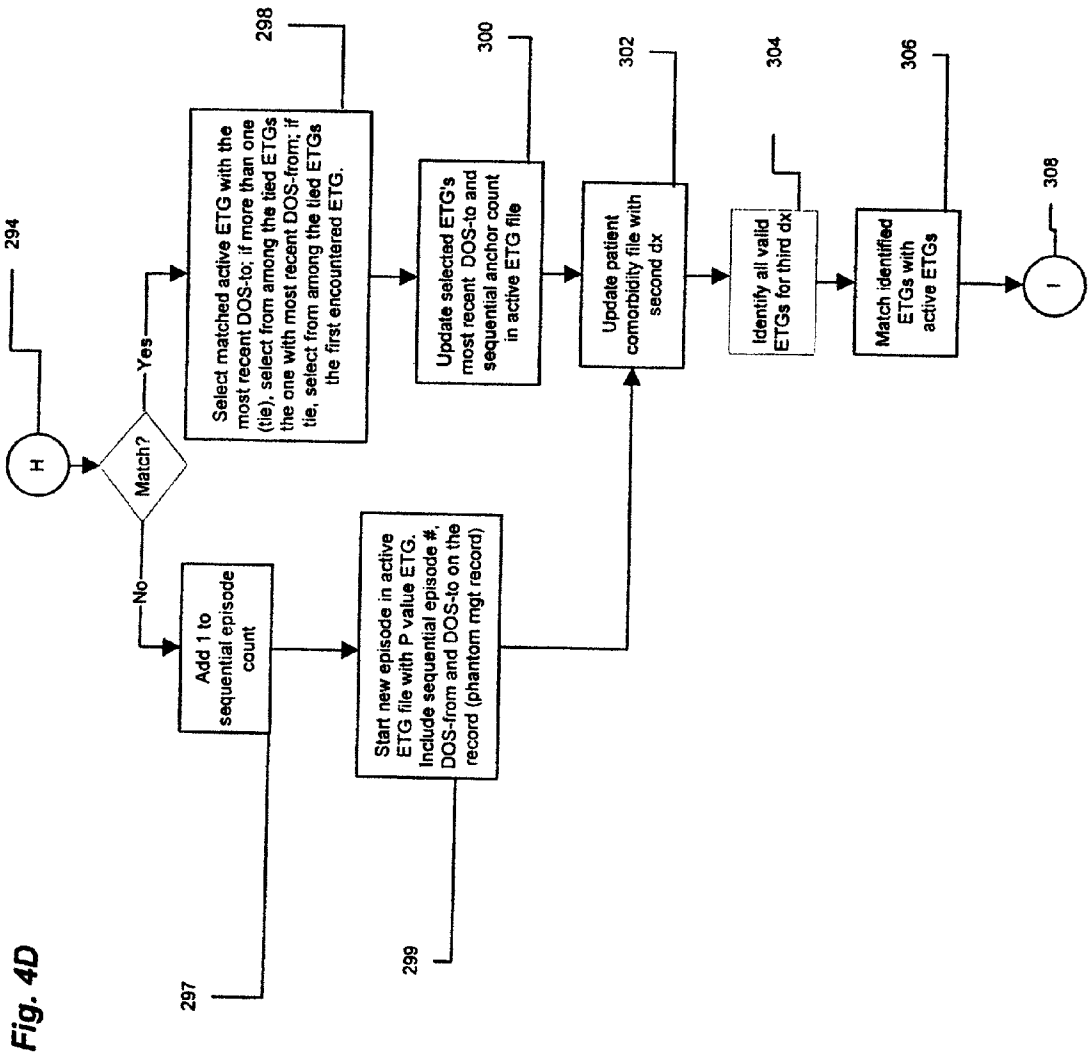 Fig. 4D
294
H
Match?
No
Yes
Add 1 to
sequential episode
count
297
Select matched active ETG with the
most recent DOS-to; if more than one
(tie), select from among the tied ETGs
the one with most recent DOS-from; if
tie, select from among the tied ETGs
the first encountered ETG.
298
Start new episode in active
ETG file with P value ETG.
Include sequential episode #,
DOS-from and DOS-to on the
record (phantom mgt record)
299
Update selected ETG's
most recent DOS-to and
sequential anchor count
in active ETG file
300
Update patient
comorbidity file with
second dx
302
Identify all valid
ETGs for third dx
304
Match identified
ETGs with
active ETGs
306
I
308